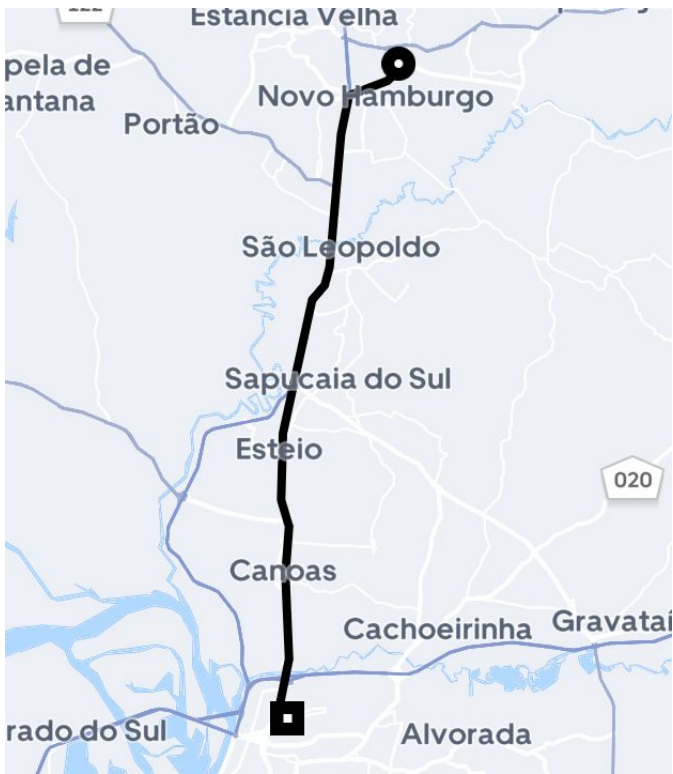 122
Estancia Velha
pela de
antana
Novo Hamburgo
Portão
São Leopoldo
Sapucaia do Sul
Esteio
020
Canoas
Cachoeirinha
Gravataí
rado do Sul
Alvorada